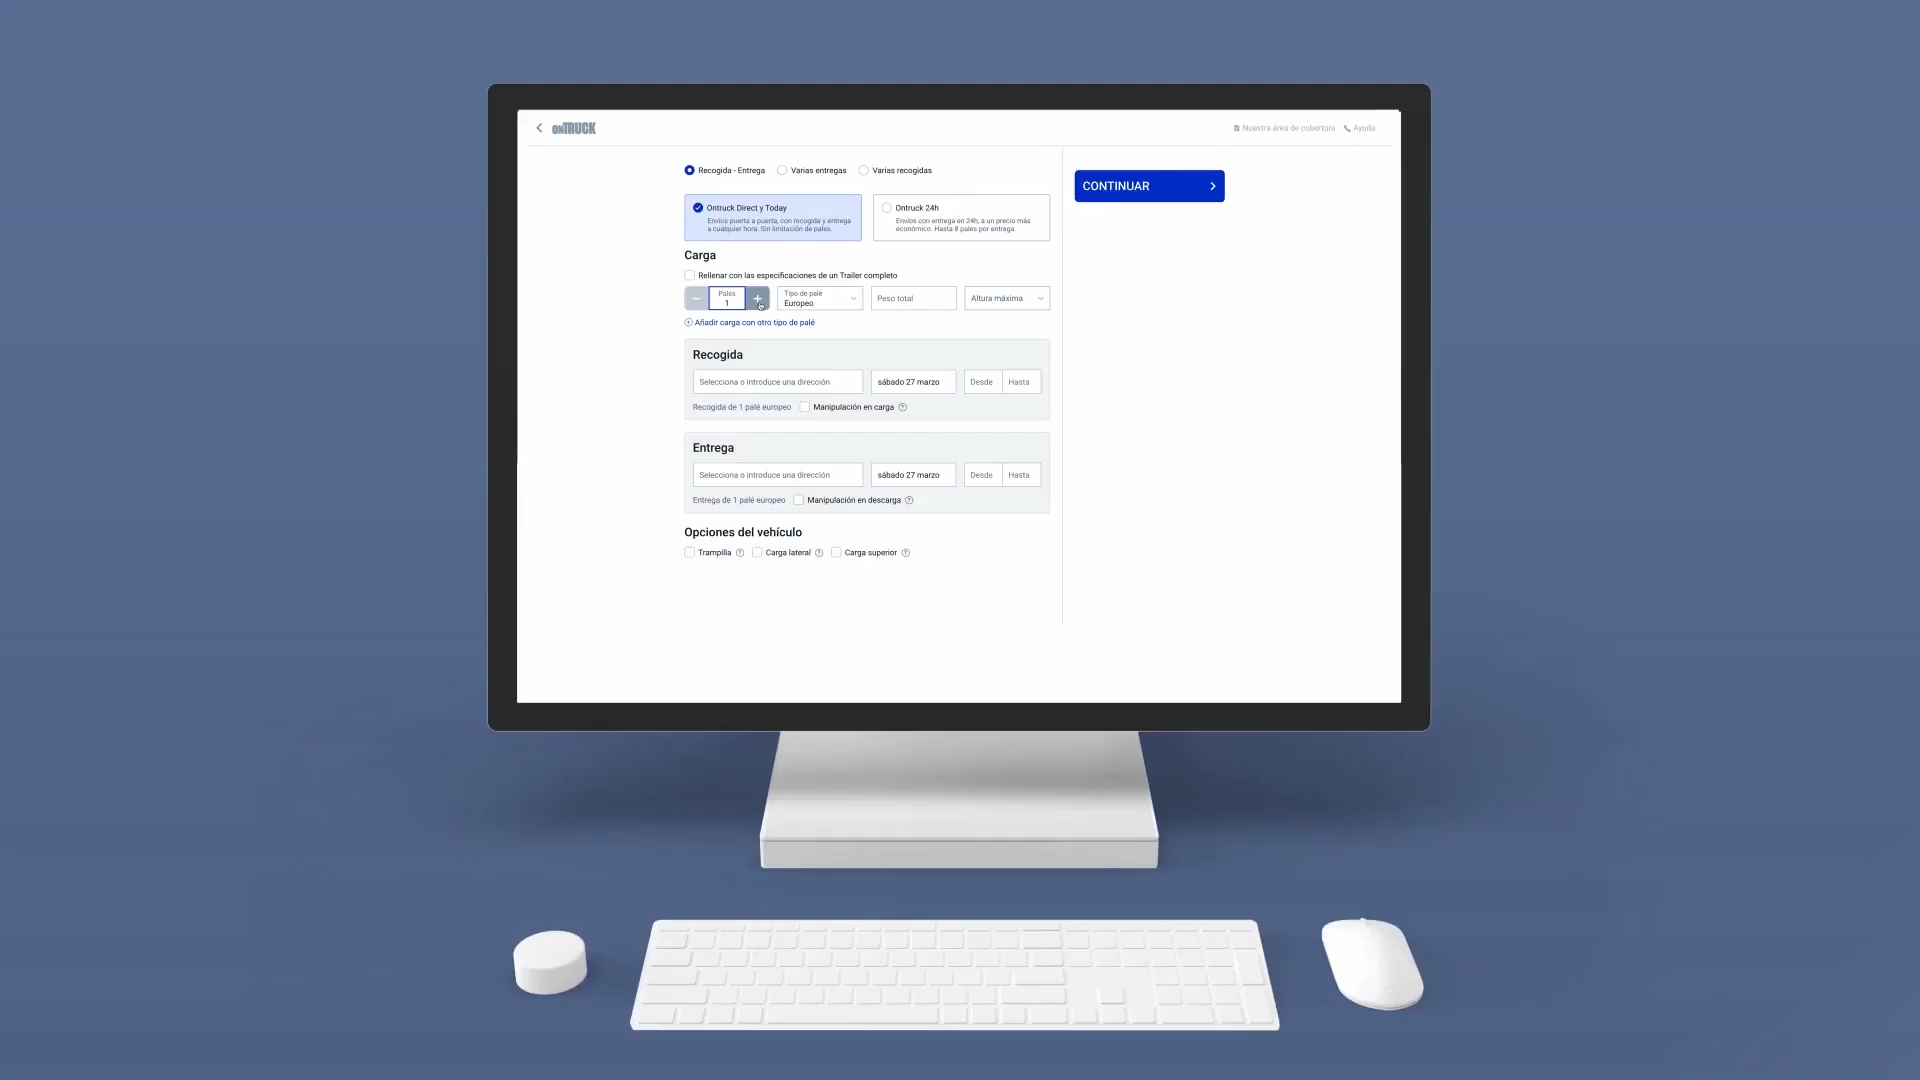 ONTRUCK
Nuestra área de cobertura Ayuda
Recogida - Entrega Varias entregas Varias recogidas
CONTINUAR
Ontruck Direct y Today
Envíos puerta a puerta, con recogida y entrega
a cualquier hora. Sin limitación de pales.
Ontruck 24h
Envíos con entrega en 24h, a un precio más
económico. Hasta 8 pales por entrega.
Carga
Rellenar con las especificaciones de un Trailer completo
Palés
1
Tipo de palé
Europeo
Peso total
Altura máxima
Añadir carga con otro tipo de palé
Recogida
Selecciona o introduce una dirección sábado 27 marzo Desde Hasta
Recogida de 1 palé europeo Manipulación en carga
Entrega
Selecciona o introduce una dirección sábado 27 marzo Desde Hasta
Entrega de 1 palé europeo Manipulación en descarga
Opciones del vehículo
Trampilla Carga lateral Carga superior